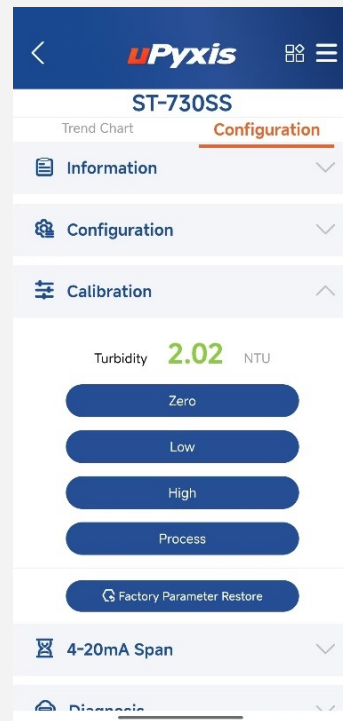 uPyxis
ST-730SS
Trend Chart Configuration
Information
Configuration
Calibration
Turbidity 2.02 NTU
Zero
Low
High
Process
Factory Parameter Restore
4-20mA Span
Diagnosis